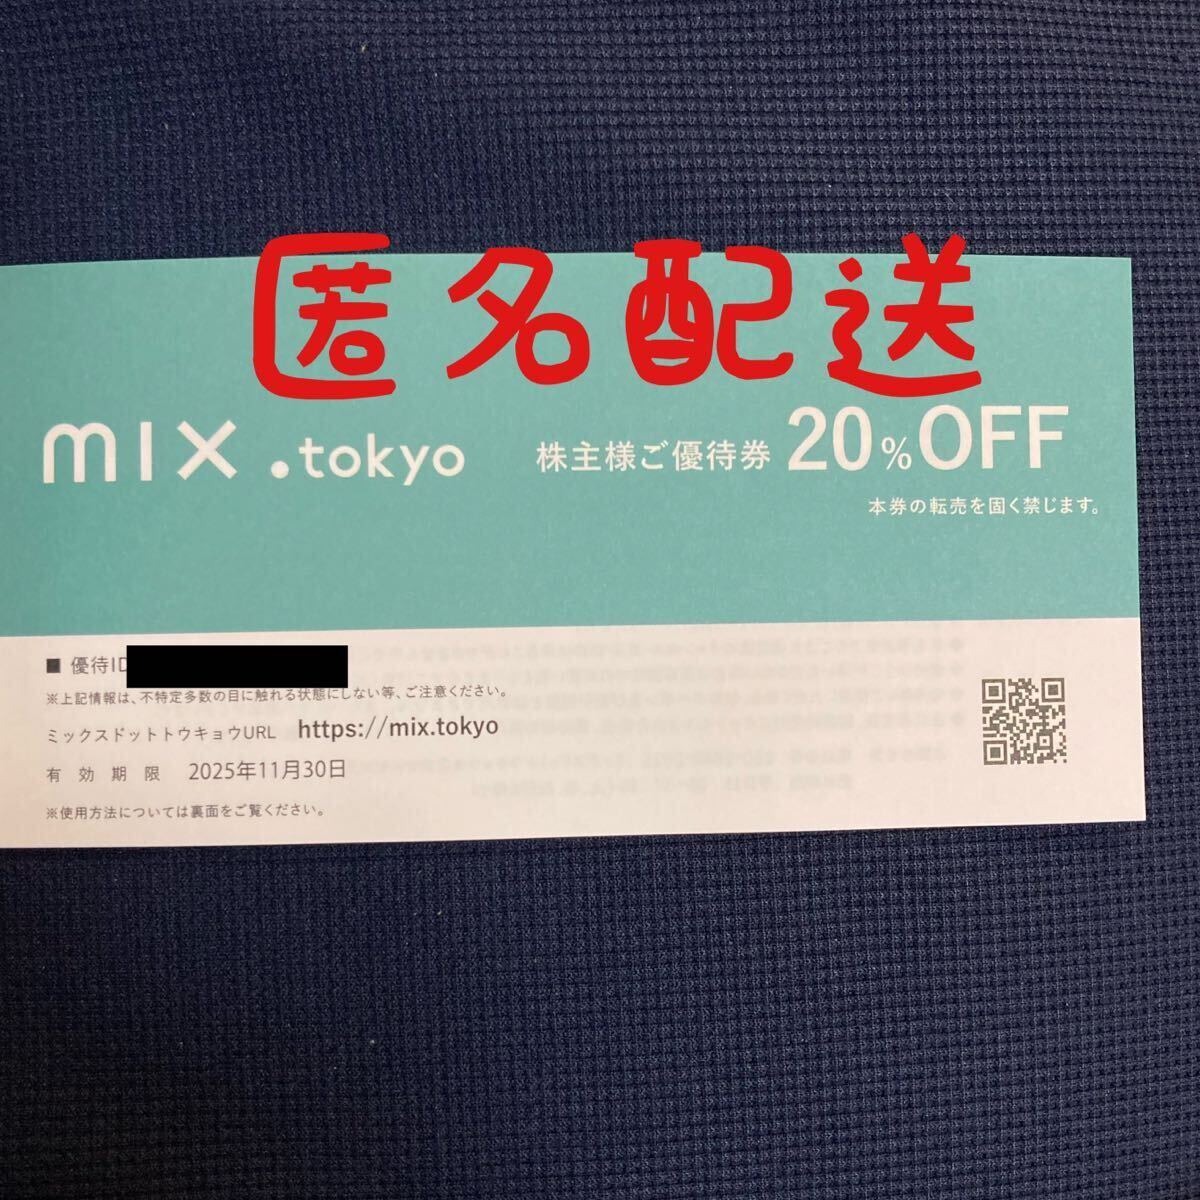 匿名配送
mix.tokyo 株主様ご優待券 20%OFF
本券の転売を固く禁じます。
■ 優待ID
※上記情報は、不特定多数の目に触れる状態にしない等、ご注意ください。
ミックスドットトウキョウURL https://mix.tokyo
有効期限 2025年11月30日
※使用方法については裏面をご覧ください。